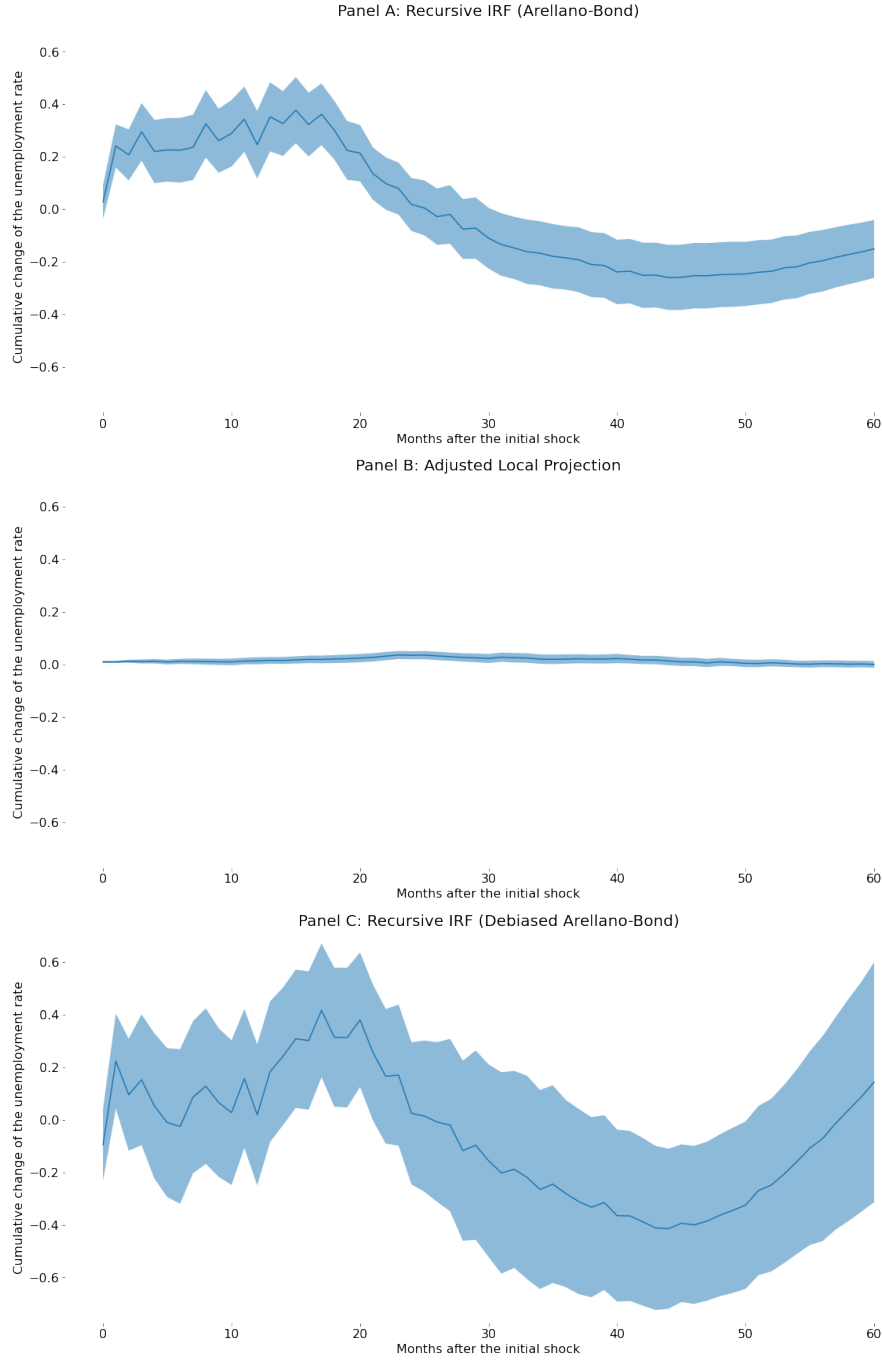 Panel A: Recursive IRF (Arellano-Bond)
Cumulative change of the unemployment rate
0.6
0.4
0.2
0.0
−0.2
−0.4
−0.6
0 10 20 30 40 50 60
Months after the initial shock
Panel B: Adjusted Local Projection
Cumulative change of the unemployment rate
0.6
0.4
0.2
0.0
−0.2
−0.4
−0.6
0 10 20 30 40 50 60
Months after the initial shock
Panel C: Recursive IRF (Debiased Arellano-Bond)
Cumulative change of the unemployment rate
0.6
0.4
0.2
0.0
−0.2
−0.4
−0.6
0 10 20 30 40 50 60
Months after the initial shock